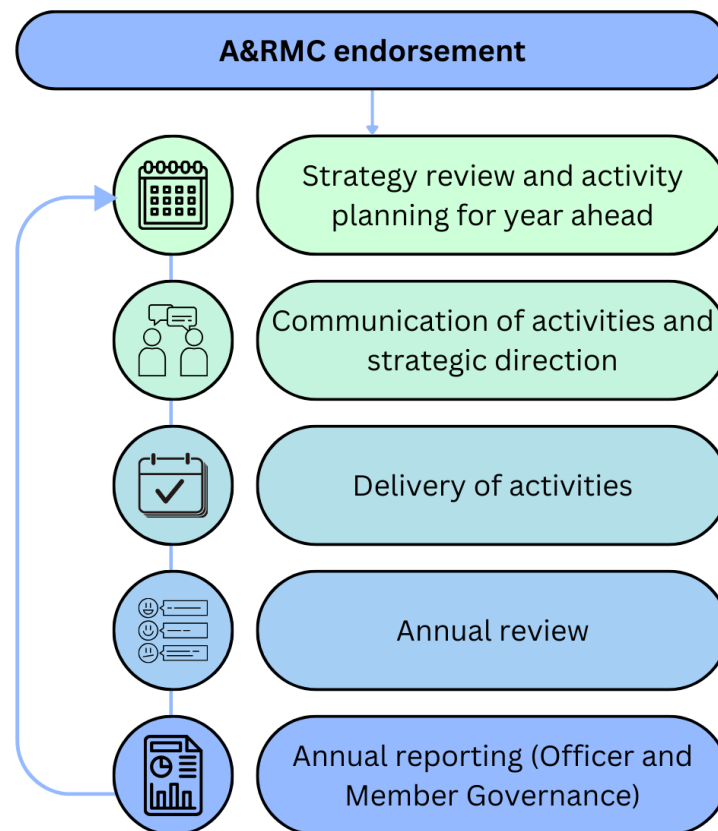 A&RMC endorsement
Strategy review and activity
planning for year ahead
Communication of activities and
strategic direction
Delivery of activities
Annual review
Annual reporting (Officer and
Member Governance)